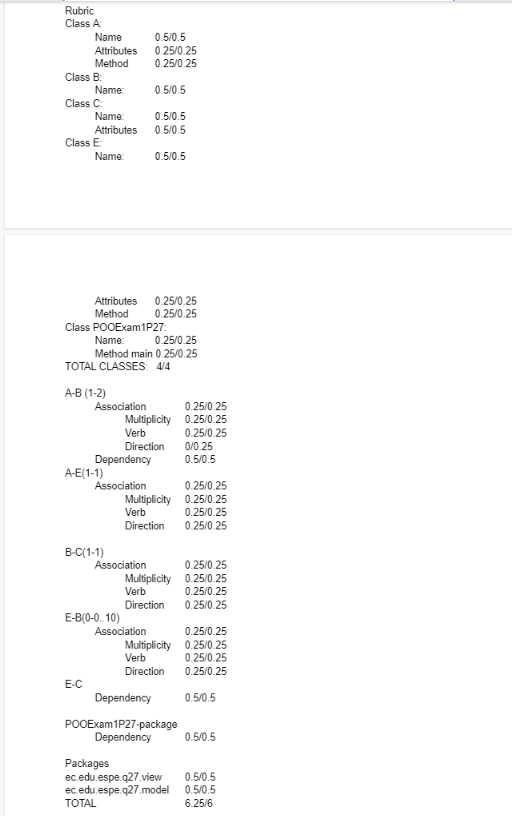 Rubric
Class A:
Name 0.5/0.5
Attributes 0.25/0.25
Method 0.25/0.25
Class B:
Name: 0.5/0.5
Class C:
Name: 0.5/0.5
Attributes 0.5/0.5
Class E:
Name: 0.5/0.5
Attributes 0.25/0.25
Method 0.25/0.25
Class POOExam1P27:
Name: 0.25/0.25
Method main 0.25/0.25
TOTAL CLASSES: 4/4
A-B (1-2)
Association 0.25/0.25
Multiplicity 0.25/0.25
Verb 0.25/0.25
Direction 0/0.25
Dependency 0.5/0.5
A-E(1-1)
Association 0.25/0.25
Multiplicity 0.25/0.25
Verb 0.25/0.25
Direction 0.25/0.25
B-C(1-1)
Association 0.25/0.25
Multiplicity 0.25/0.25
Verb 0.25/0.25
Direction 0.25/0.25
E-B(0-0..10)
Association 0.25/0.25
Multiplicity 0.25/0.25
Verb 0.25/0.25
Direction 0.25/0.25
E-C
Dependency 0.5/0.5
POOExam1P27-package
Dependency 0.5/0.5
Packages
ec.edu.espe.q27.view 0.5/0.5
ec.edu.espe.q27.model 0.5/0.5
TOTAL 6.25/6